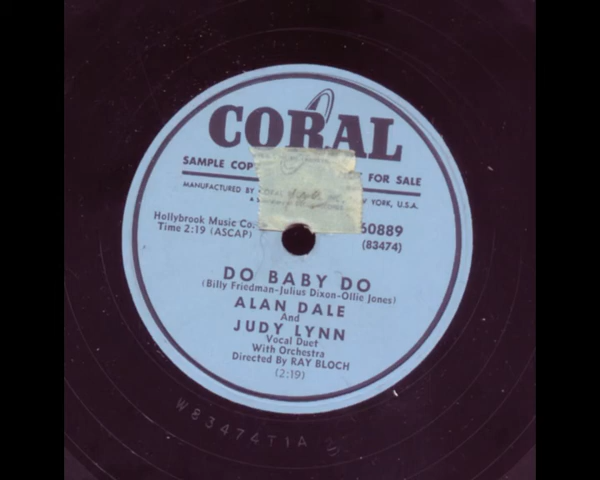 CORAL
SAMPLE COP FOR SALE
MANUFACTURED BY CORAL YORK, U.S.A.
Hollybrook Music Co. 60889
Time 2:19 (ASCAP) (83474)
DO BABY DO
(Billy Friedman-Julius Dixon-Ollie Jones)
ALAN DALE
And
JUDY LYNN
Vocal Duet
With Orchestra
Directed By RAY BLOCH
(2:19)
W83474T1A